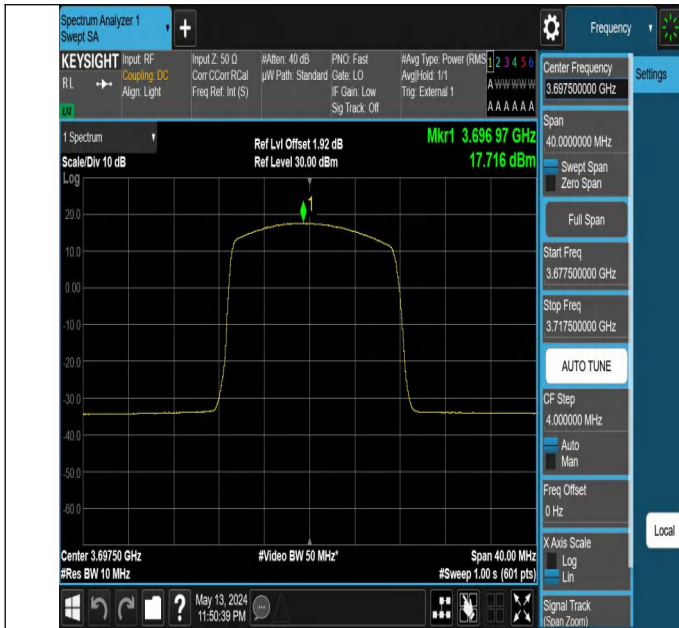 Spectrum Analyzer 1
Swept SA
+
Frequency
KEYSIGHT
RL
Input: RF
Coupling: DC
Align: Light
Input Z: 50 Ω
Corr CCorr RCal
Freq Ref: Int (S)
#Atten: 40 dB
µW Path: Standard
PNO: Fast
Gate: LO
IF Gain: Low
Sig Track: Off
#Avg Type: Power (RMS
Avg|Hold: 1/1
Trig: External 1
1 2 3 4 5 6
A W W W W W
A A A A A A
1 Spectrum
Scale/Div 10 dB
Ref Lvl Offset 1.92 dB
Ref Level 30.00 dBm
Mkr1 3.696 97 GHz
17.716 dBm
Log
1
20.0
10.0
0.00
-10.0
-20.0
-30.0
-40.0
-50.0
-60.0
Center 3.69750 GHz
#Res BW 10 MHz
#Video BW 50 MHz*
Span 40.00 MHz
#Sweep 1.00 s (601 pts)
?
May 13, 2024
11:50:39 PM
Center Frequency
3.697500000 GHz
Span
40.0000000 MHz
Swept Span
Zero Span
Full Span
Start Freq
3.677500000 GHz
Stop Freq
3.717500000 GHz
AUTO TUNE
CF Step
4.000000 MHz
Auto
Man
Freq Offset
0 Hz
X Axis Scale
Log
Lin
Signal Track
(Span Zoom)
Settings
Local